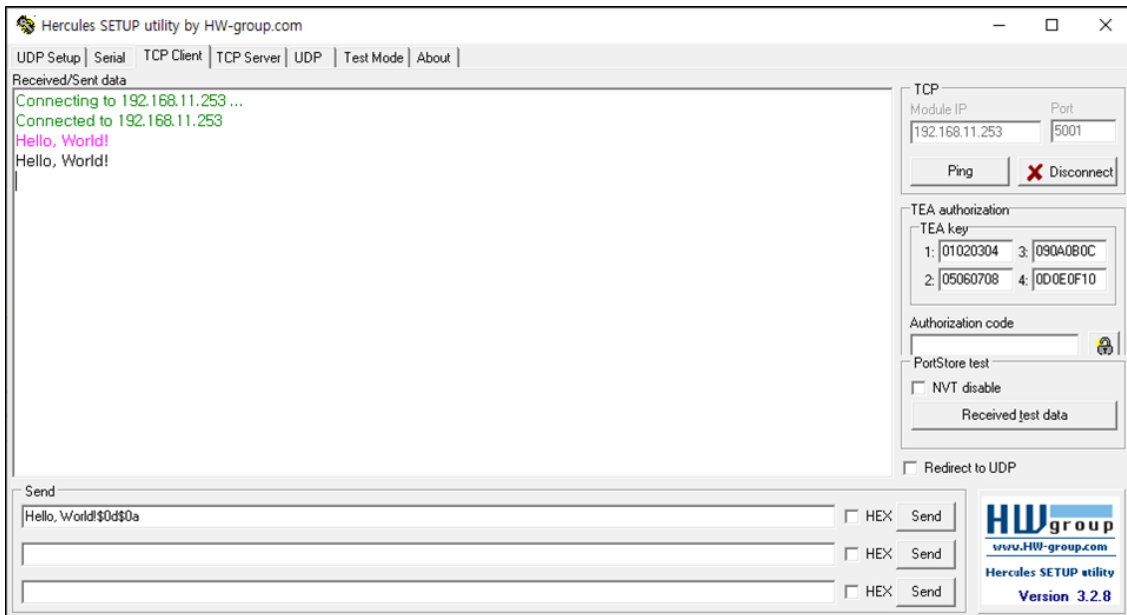 Hercules SETUP utility by HW-group.com
UDP Setup Serial TCP Client TCP Server UDP Test Mode About
Received/Sent data
Connecting to 192.168.11.253 ...
Connected to 192.168.11.253
Hello, World!
Hello, World!
TCP
Module IP Port
192.168.11.253 5001
Ping Disconnect
TEA authorization
TEA key
1: 01020304 3: 090A0B0C
2: 05060708 4: 0D0E0F10
Authorization code
PortStore test
NVT disable
Received test data
Redirect to UDP
Send
Hello, World!$0d$0a HEX Send
HEX Send
HEX Send
HW group
www.HW-group.com
Hercules SETUP utility
Version 3.2.8